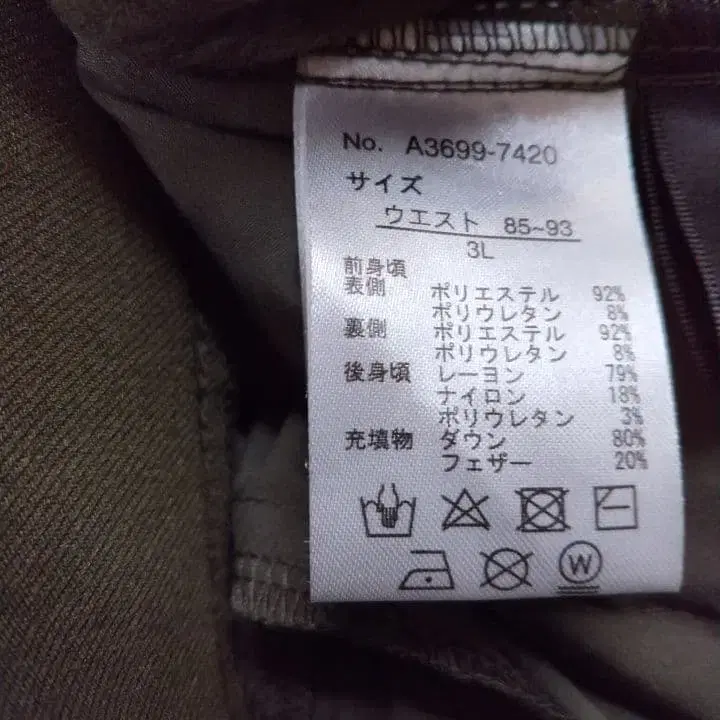 No. A3699-7420
サイズ
ウエスト 85~93
3L
前身頃
表側 ポリエステル 92%
ポリウレタン 8%
裏側 ポリエステル 92%
ポリウレタン 8%
後身頃 レーヨン 79%
ナイロン 18%
ポリウレタン 3%
充填物 ダウン 80%
フェザー 20%
W